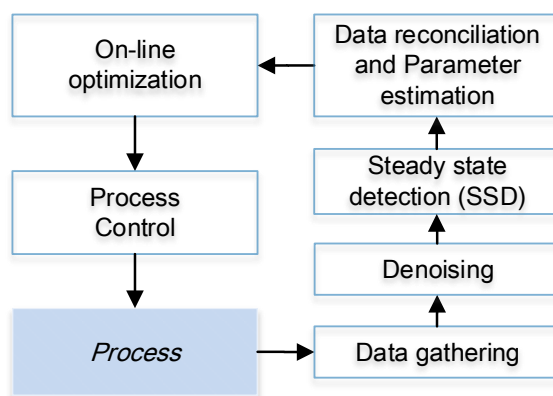 On-line
optimization
Data reconciliation
and Parameter
estimation
Process
Control
Steady state
detection (SSD)
Denoising
Process
Data gathering